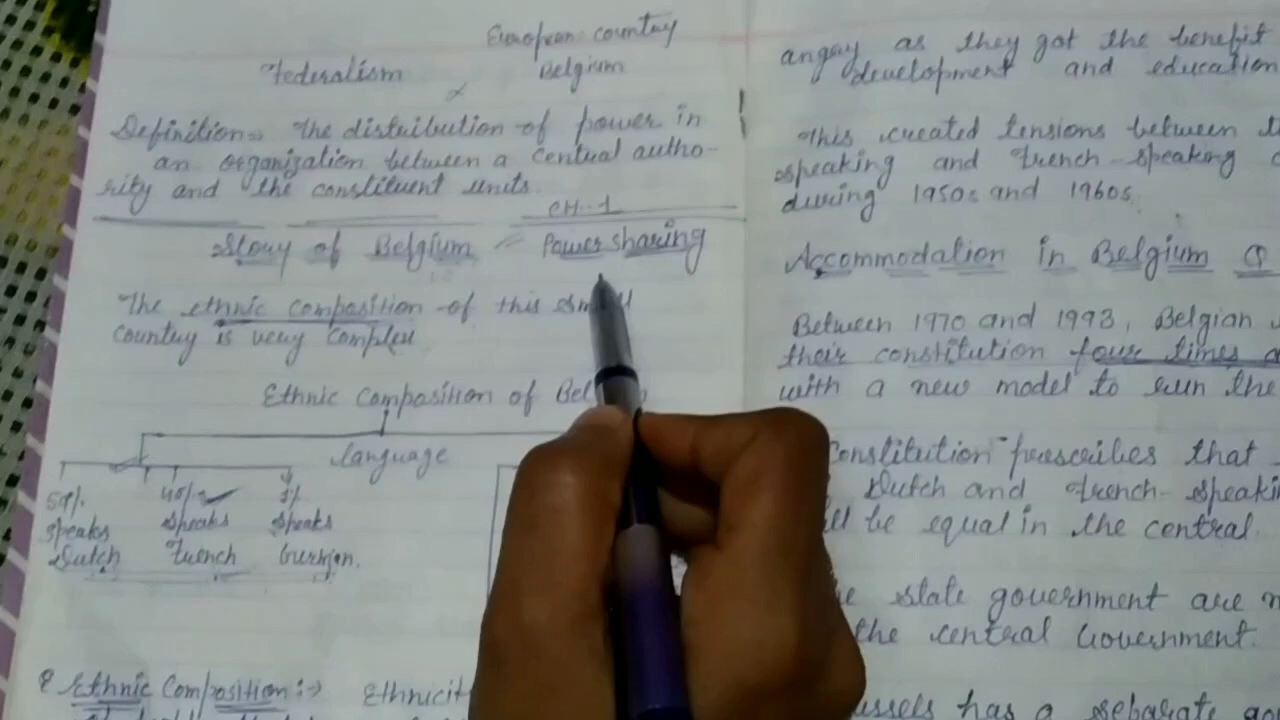 European country
Federalism Belgium
Definition:- The distribution of power in
an organization between a central autho-
rity and the constituent units.
CH-1
Story of Belgium Power sharing
The ethnic composition of this
country is very complex
Ethnic Composition of
language
59% 40% 1%
speaks speaks speaks
Dutch French German.
Ethnic Composition :-
angry as they got the benefit
development and education
This created tensions between
speaking and French-speaking
during 1950s and 1960s.
Accommodation in Belgium
Between 1970 and 1993, Belgian
their constitution four times
with a new model to run the
Constitution prescribes that
Dutch and French-
be equal in the central
state government are
the central Government.
has a separate